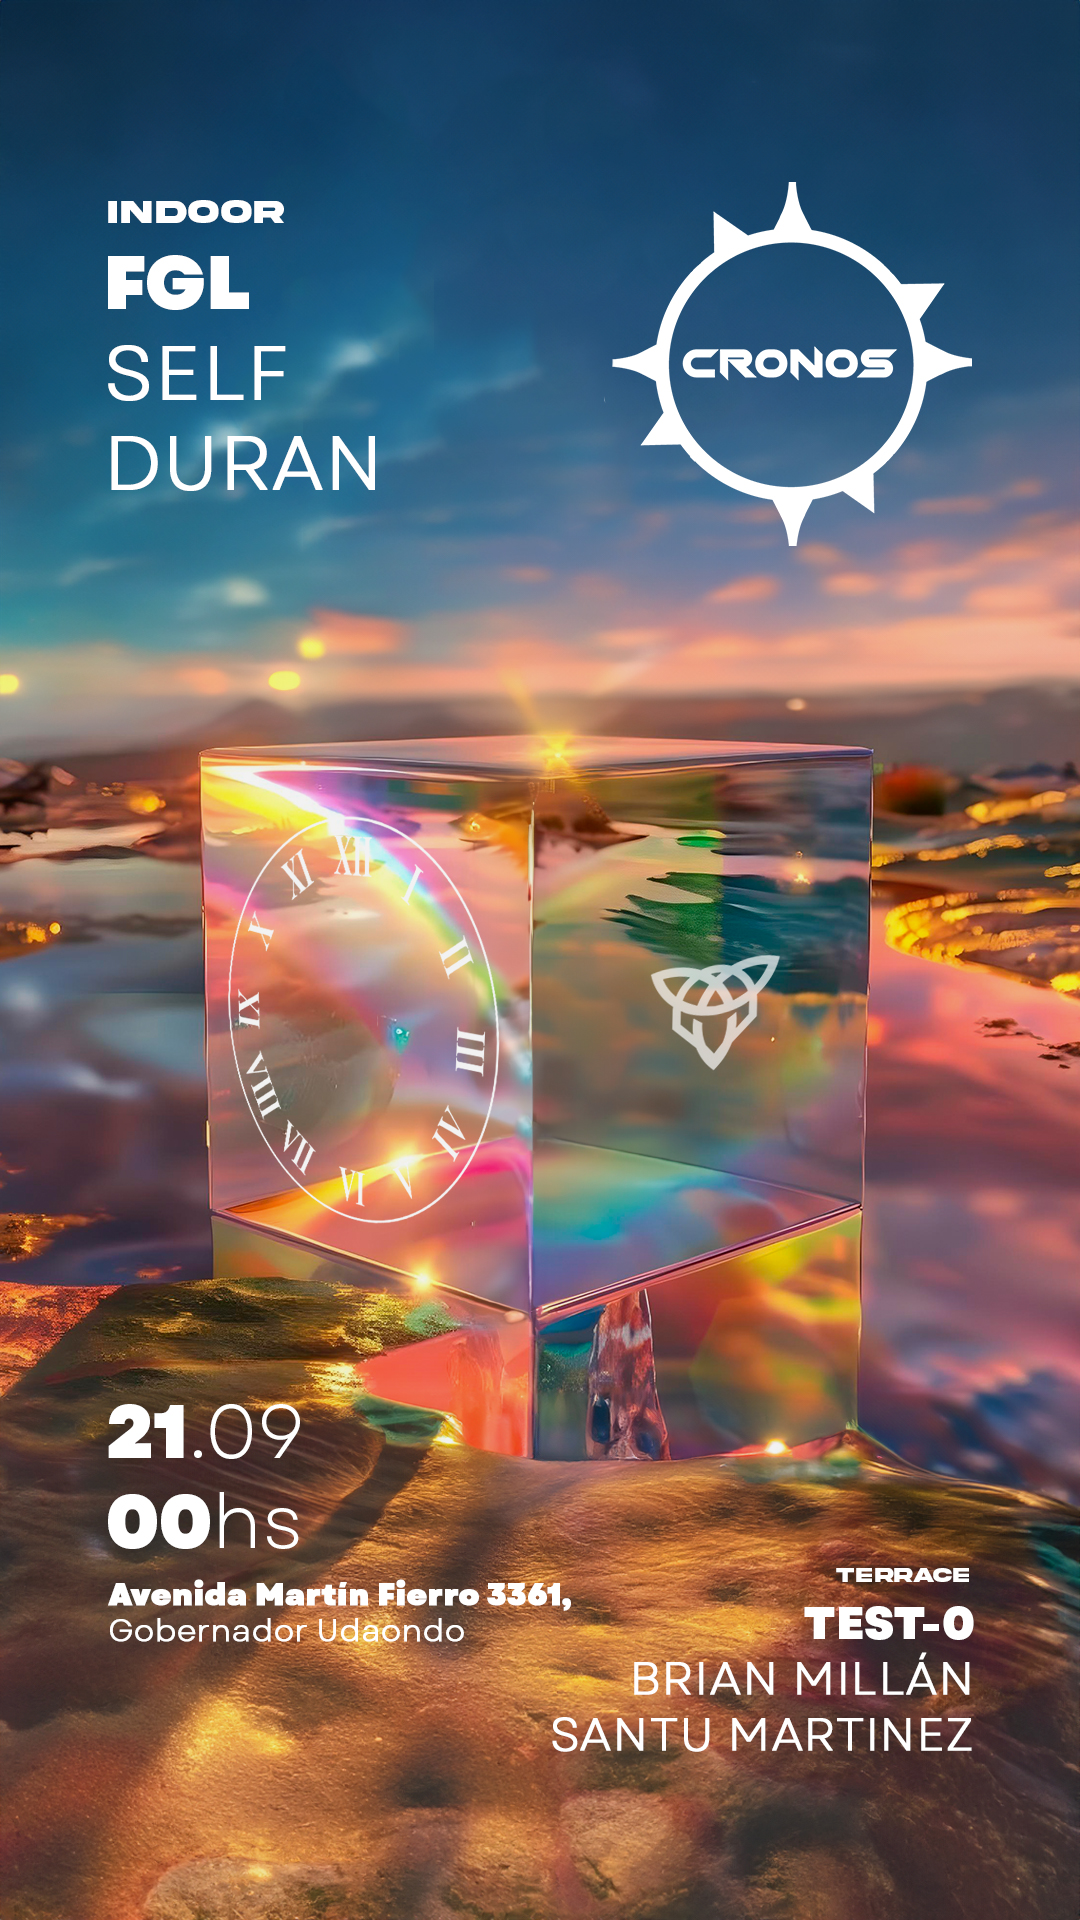 INDOOR
FGL
SELF
DURAN
CRONOS
XII
I
II
III
IV
V
VI
VII
VIII
IX
X
XI
21.09
00hs
Avenida Martín Fierro 3361,
Gobernador Udaondo
TERRACE
TEST-0
BRIAN MILLÁN
SANTU MARTINEZ